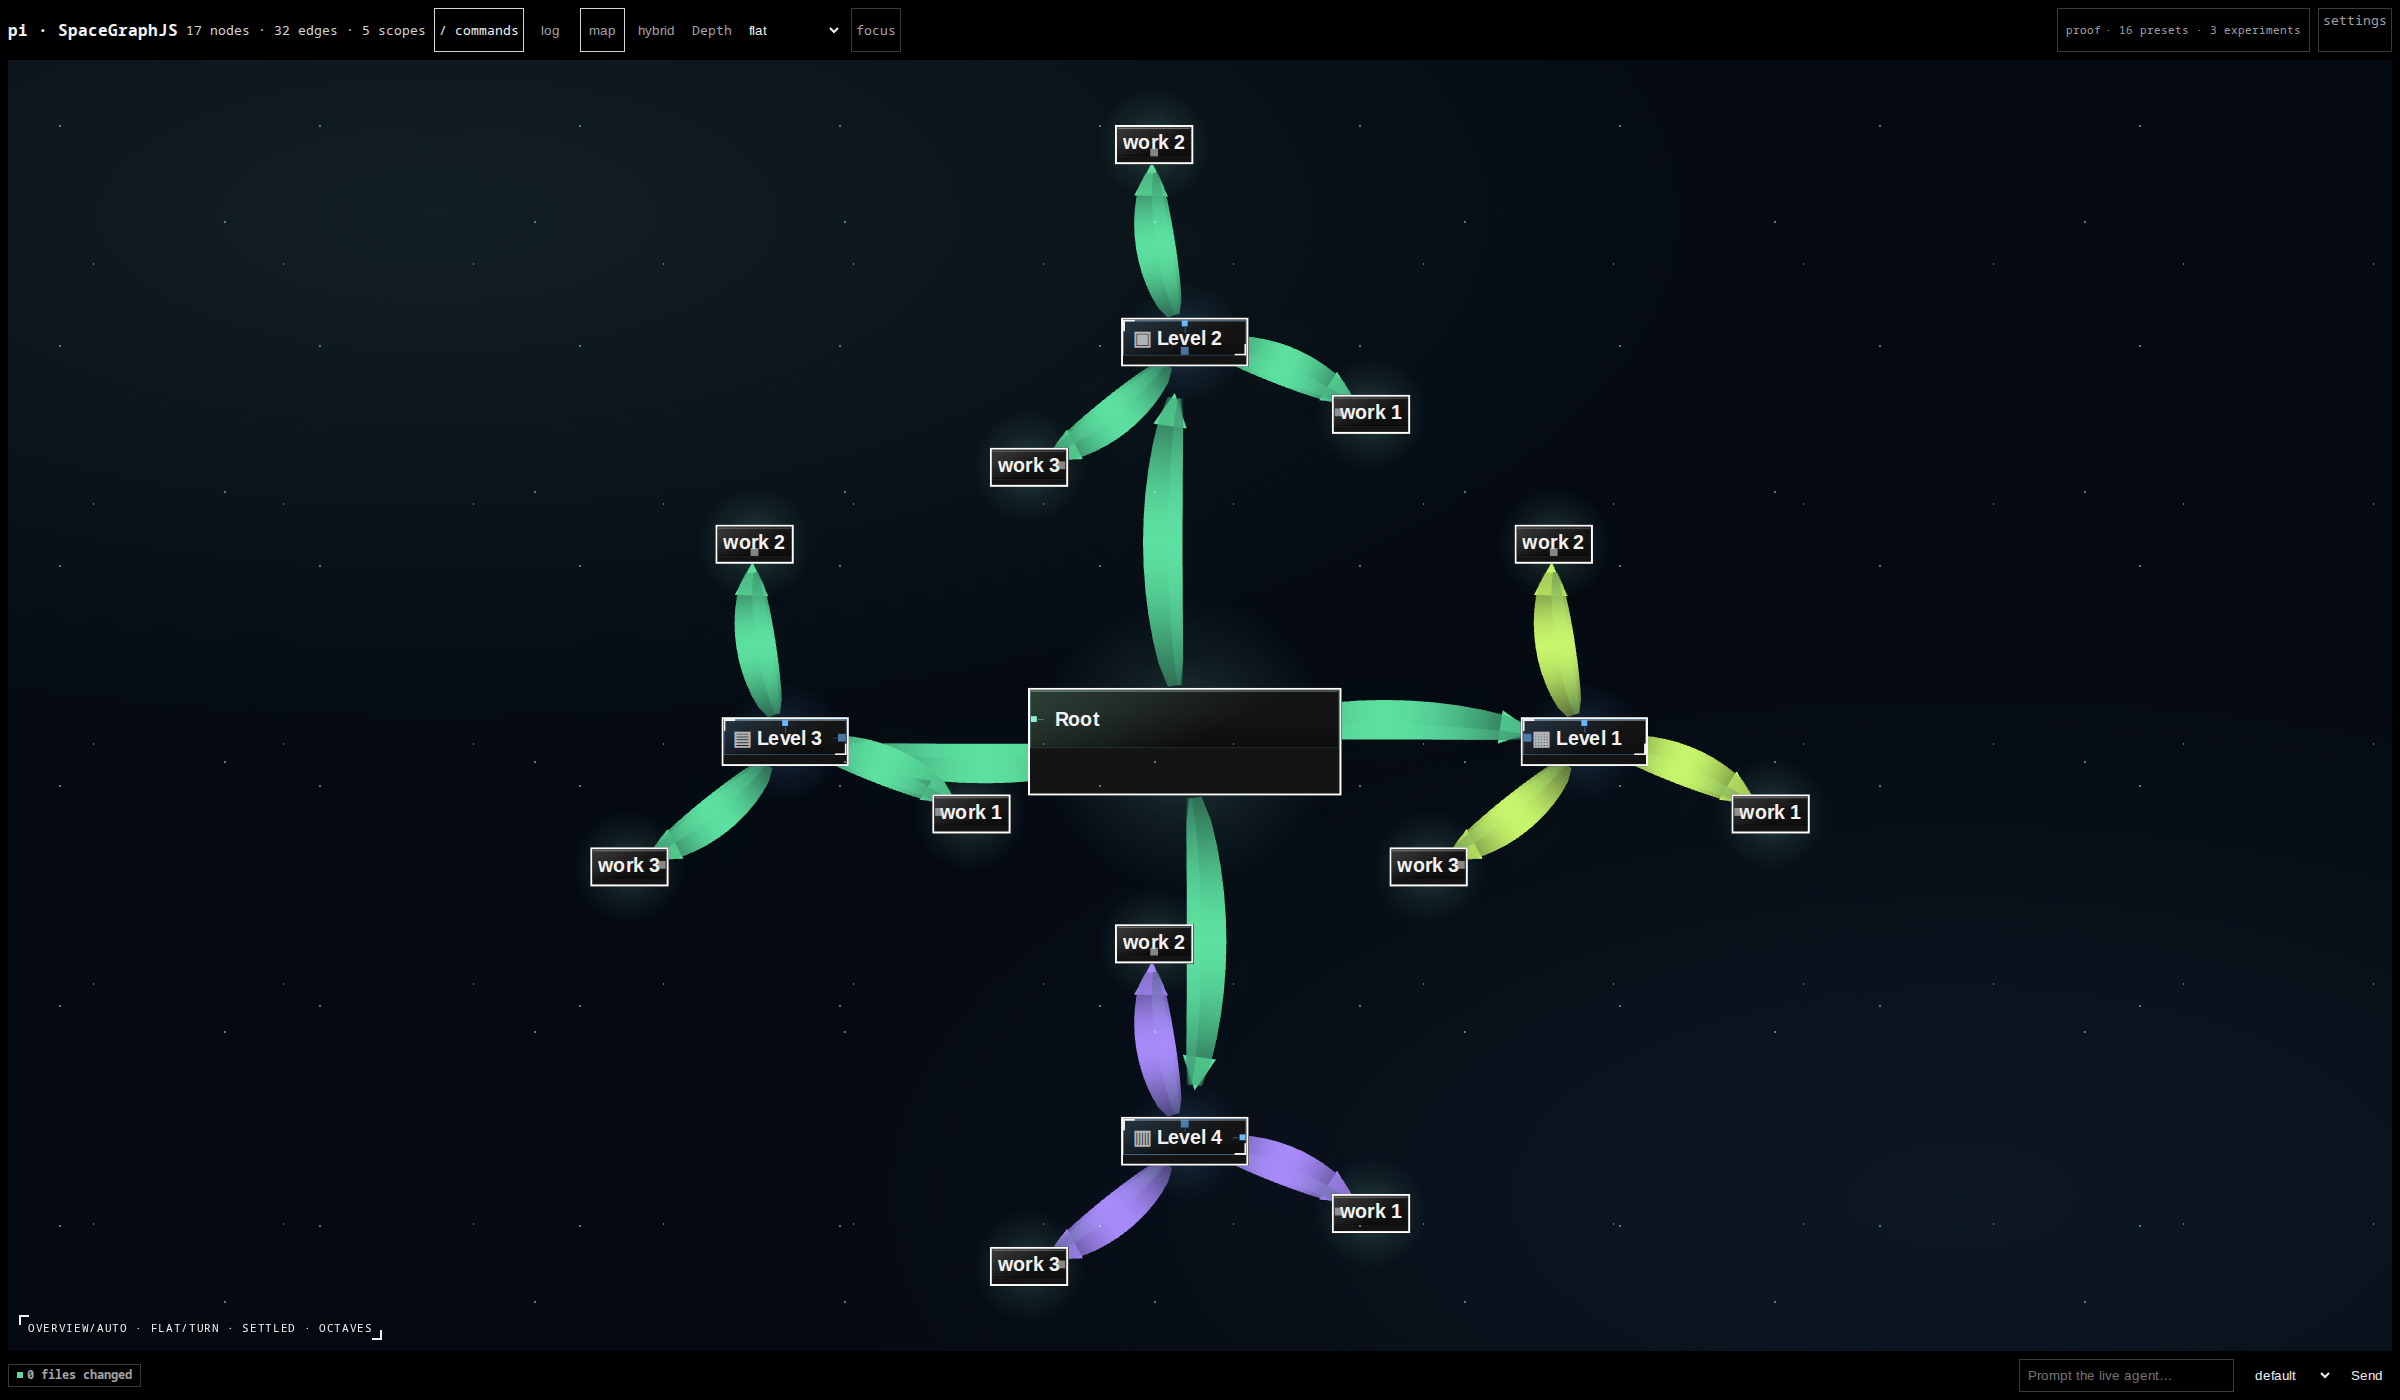 pi · SpaceGraphJS 17 nodes · 32 edges · 5 scopes / commands log map hybrid Depth flat focus proof · 16 presets · 3 experiments settings
work 2
Level 2
work 1
work 3
work 2
work 2
Root
Level 3
Level 1
work 1
work 1
work 3
work 3
work 2
Level 4
work 1
work 3
OVERVIEW/AUTO · FLAT/TURN · SETTLED · OCTAVES
0 files changed
Prompt the live agent… default Send